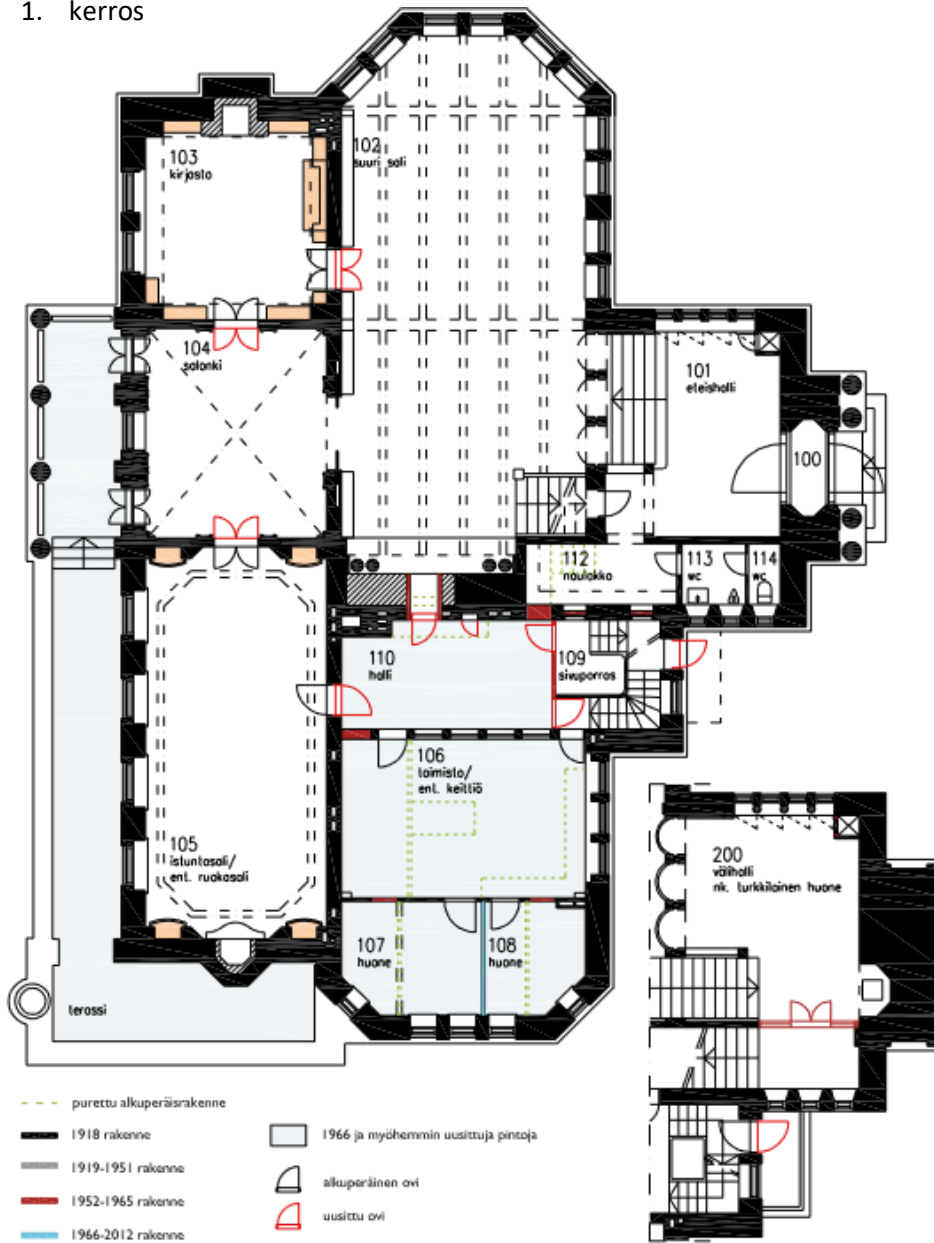 1. kerros
103
kirjasto
102
suuri sali
104
salonki
101
eteishalli
100
112
naulakko
113
wc
114
wc
110
halli
109
sivuporras
106
toimisto/
ent. keittiö
105
istuntosali/
ent. ruokasali
107
huone
108
huone
200
välihalli
nk. turkkilainen huone
terassi
purettu alkuperäisrakenne
1918 rakenne
1919-1951 rakenne
1952-1965 rakenne
1966-2012 rakenne
1966 ja myöhemmin uusittuja pintoja
alkuperäinen ovi
uusittu ovi